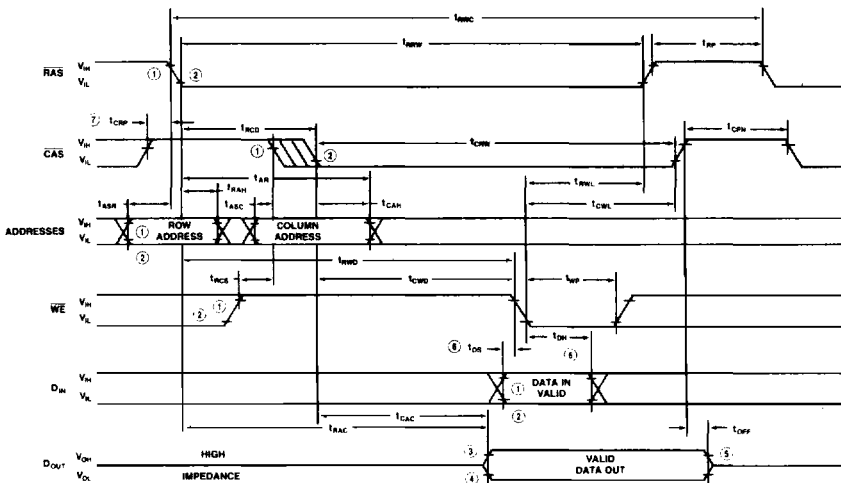 tRWC
tRRW
tRP
RAS VIH
VIL
① ②
⑦ tCRP
tRCD
tCRW
tCPN
CAS VIH
VIL
① ②
tAR
tRAH
tASR
tASC
tCAH
tRWL
tCWL
ADDRESSES VIH
VIL
① ROW ADDRESS
②
COLUMN ADDRESS
tRWD
tRCS
tCWD
tWP
WE VIH
VIL
① ②
⑥ tDS
tDH
⑥
DIN VIH
VIL
① DATA IN VALID
②
tCAC
tRAC
tOFF
DOUT VOH
VOL
HIGH
IMPEDANCE
③ ④
VALID
DATA OUT
⑤